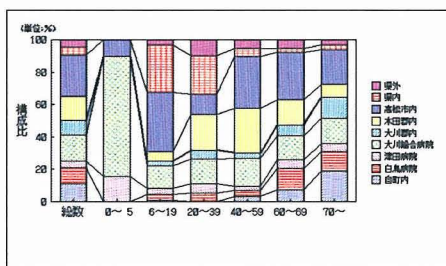 (単位:%)
100
80
60
40
20
0
構成比
総数 0～ 5 6～19 20～39 40～59 60～69 70～
県外
県内
高松市内
木田郡内
大川郡内
大川総合病院
津田病院
白鳥病院
自町内